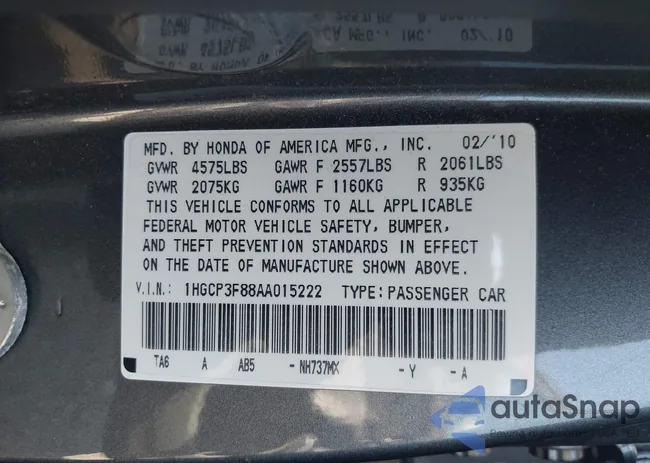 MFD. BY HONDA OF AMERICA MFG., INC. 02/'10
GVWR 4575LBS GAWR F 2557LBS R 2061LBS
GVWR 2075KG GAWR F 1160KG R 935KG
THIS VEHICLE CONFORMS TO ALL APPLICABLE
FEDERAL MOTOR VEHICLE SAFETY, BUMPER,
AND THEFT PREVENTION STANDARDS IN EFFECT
ON THE DATE OF MANUFACTURE SHOWN ABOVE.
V.I.N.: 1HGCP3F88AA015222 TYPE:PASSENGER CAR
TA6 A AB5 - NH737MX - Y - A
autaSnap